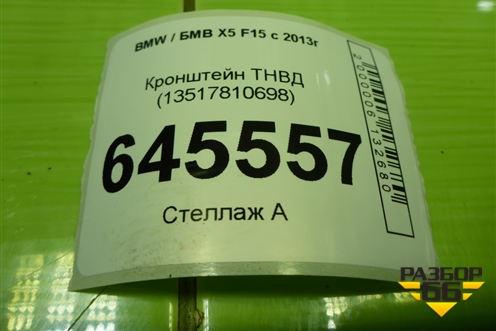 BMW / БМВ X5 F15 с 2013г
Кронштейн ТНВД
(13517810698)
645557
Стеллаж А
2000006132680
РАЗБОР
66